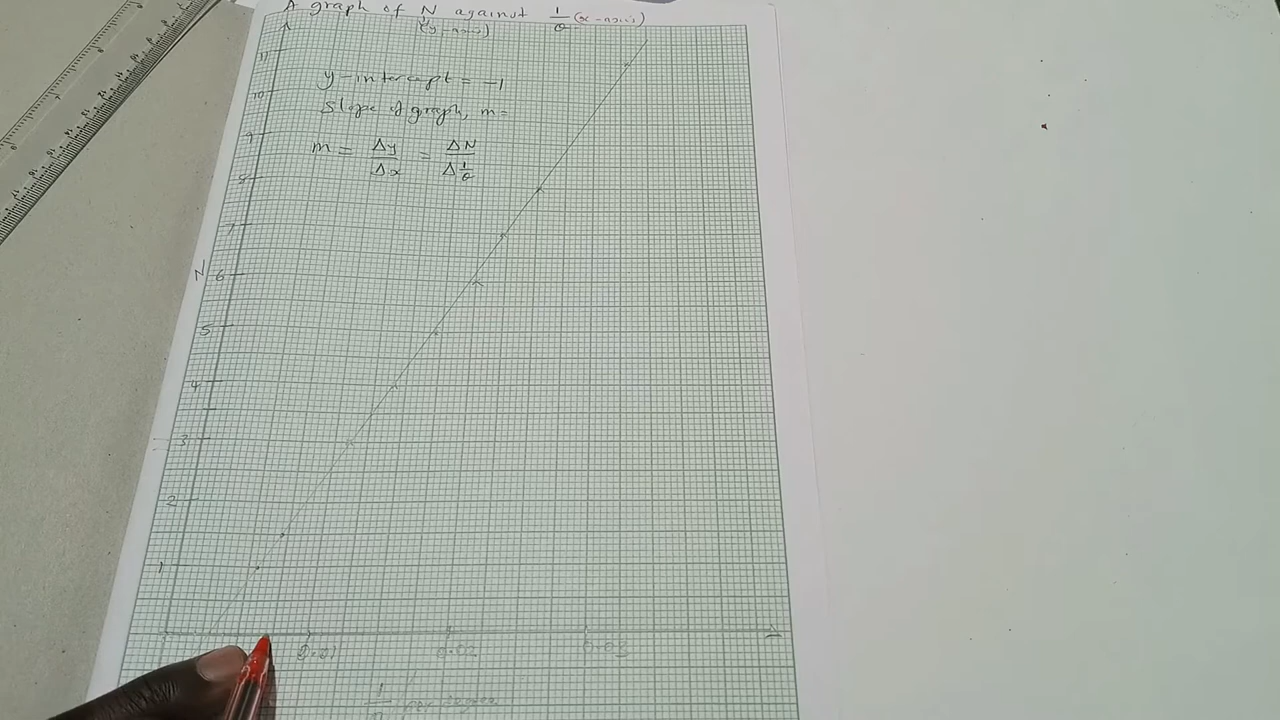 A graph of N against 1/θ (x-axis)
(y-axis)
11
y-intercept = -1
10
Slope of graph, m=
9
m = Δy/Δx = ΔN/Δ1/θ
8
7
N 6
5
4
3
2
1
0.01 0.02 0.03